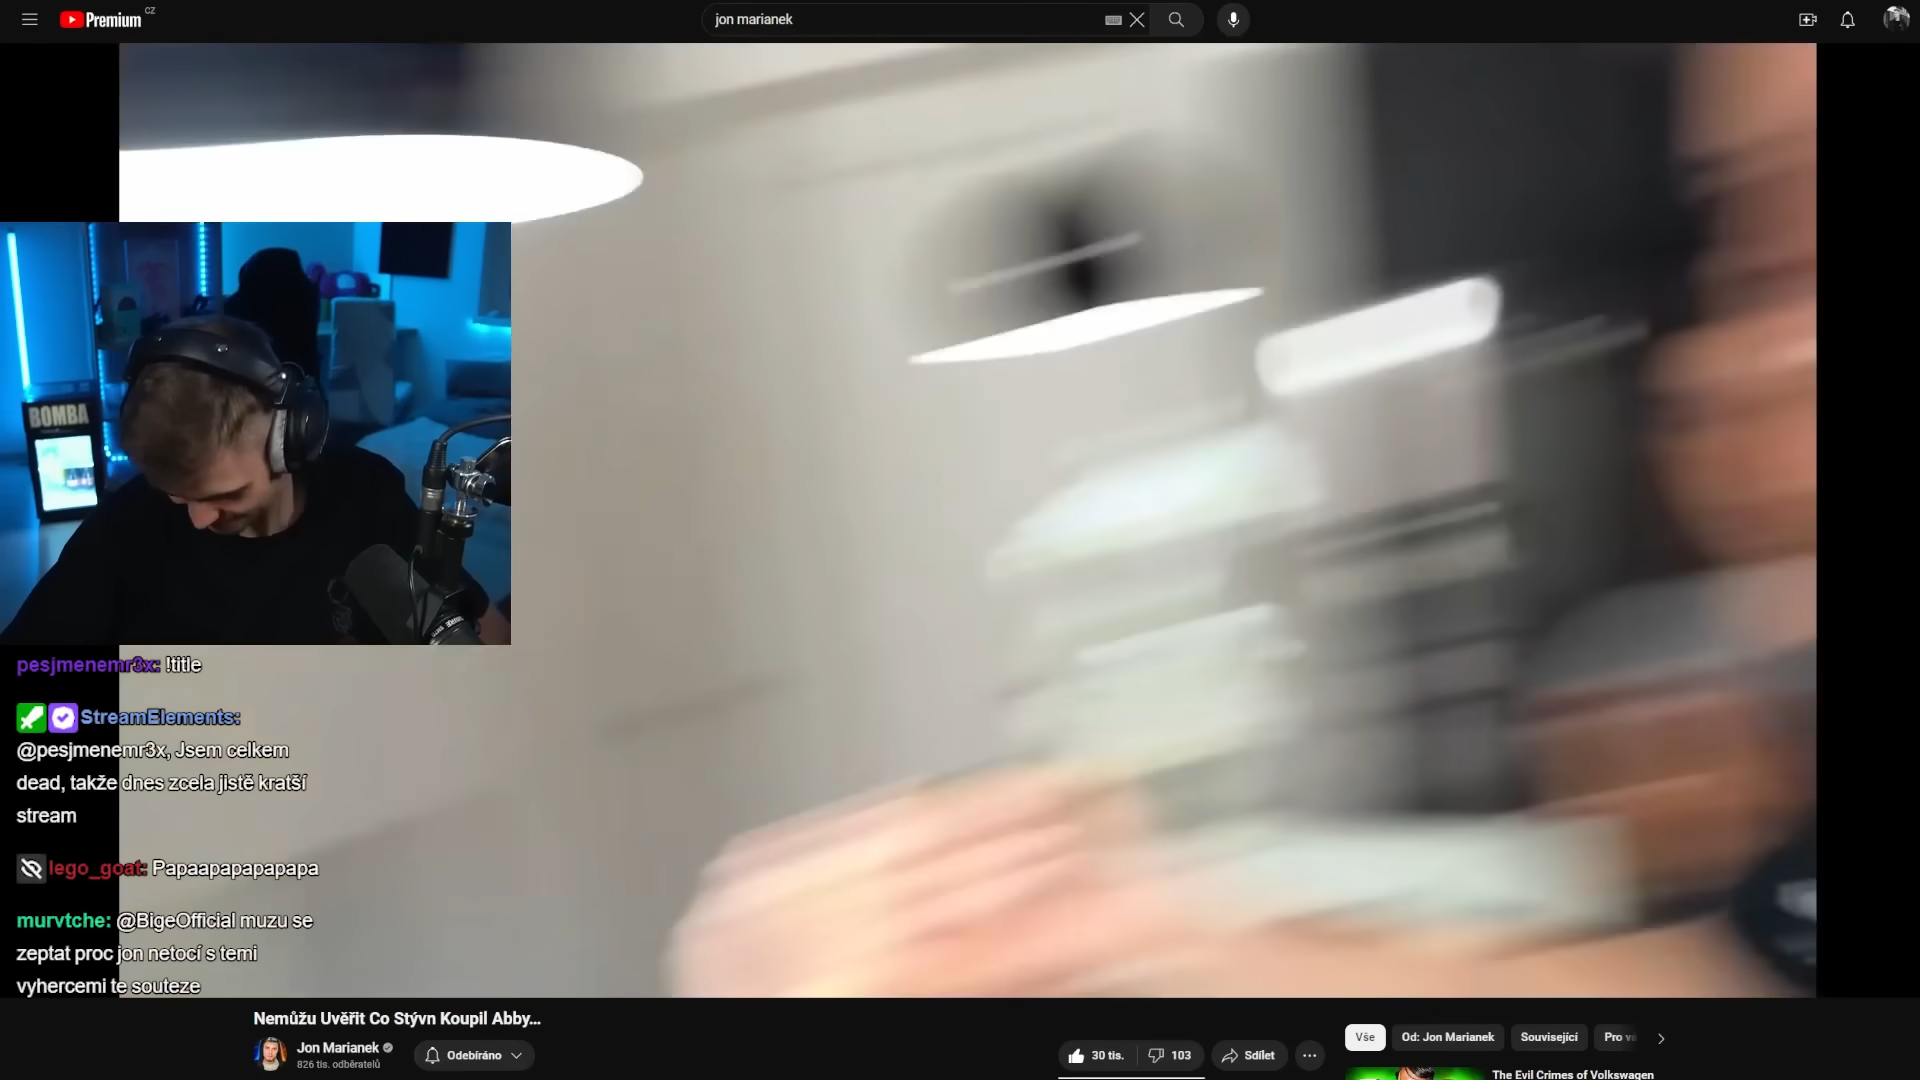 Premium CZ
jon marianek
BOMBA
pesjmenemr3x: !title
StreamElements:
@pesjmenemr3x, Jsem celkem
dead, takže dnes zcela jistě kratší
stream
lego_goat: Papaapapapapapa
murvtche: @BigeOfficial muzu se
zeptat proc jon netocí s temi
vyhercemi te souteze
Nemůžu Uvěřit Co Stývn Koupil Abby...
Jon Marianek
826 tis. odběratelů
Odebíráno
30 tis.
103
Sdílet
Vše
Od: Jon Marianek
Související
Pro
The Evil Crimes of Volkswagen